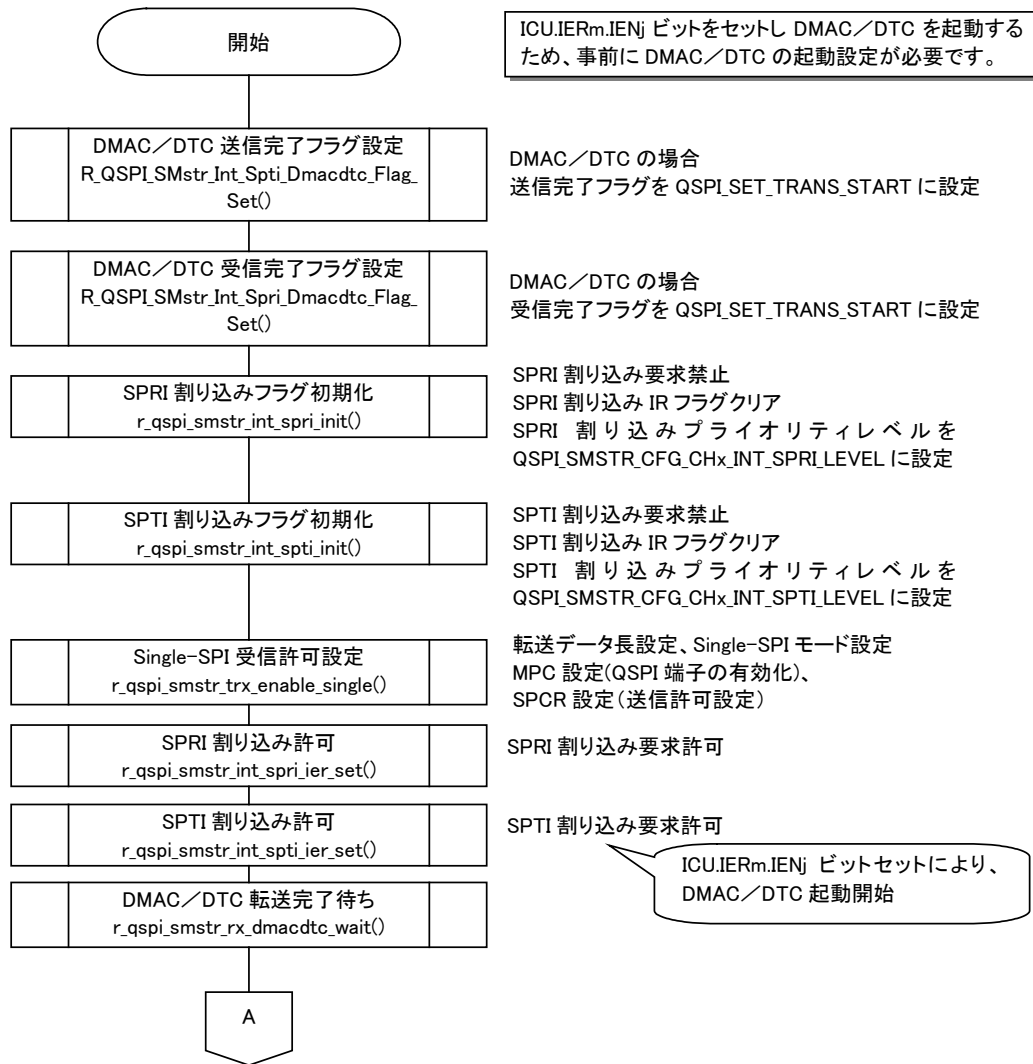 開始
ICU.IERm.IENj ビットをセットし DMAC／DTC を起動する
ため、事前に DMAC／DTC の起動設定が必要です。
DMAC／DTC 送信完了フラグ設定
R_QSPI_SMstr_Int_Spti_Dmacdtc_Flag_
Set()
DMAC／DTC の場合
送信完了フラグを QSPI_SET_TRANS_START に設定
DMAC／DTC 受信完了フラグ設定
R_QSPI_SMstr_Int_Spri_Dmacdtc_Flag_
Set()
DMAC／DTC の場合
受信完了フラグを QSPI_SET_TRANS_START に設定
SPRI 割り込みフラグ初期化
r_qspi_smstr_int_spri_init()
SPRI 割り込み要求禁止
SPRI 割り込み IR フラグクリア
SPRI 割り込みプライオリティレベルを
QSPI_SMSTR_CFG_CHx_INT_SPRI_LEVEL に設定
SPTI 割り込みフラグ初期化
r_qspi_smstr_int_spti_init()
SPTI 割り込み要求禁止
SPTI 割り込み IR フラグクリア
SPTI 割り込みプライオリティレベルを
QSPI_SMSTR_CFG_CHx_INT_SPTI_LEVEL に設定
Single-SPI 受信許可設定
r_qspi_smstr_trx_enable_single()
転送データ長設定、Single-SPI モード設定
MPC 設定(QSPI 端子の有効化)、
SPCR 設定（送信許可設定）
SPRI 割り込み許可
r_qspi_smstr_int_spri_ier_set()
SPRI 割り込み要求許可
SPTI 割り込み許可
r_qspi_smstr_int_spti_ier_set()
SPTI 割り込み要求許可
ICU.IERm.IENj ビットセットにより、
DMAC／DTC 起動開始
DMAC／DTC 転送完了待ち
r_qspi_smstr_rx_dmacdtc_wait()
A